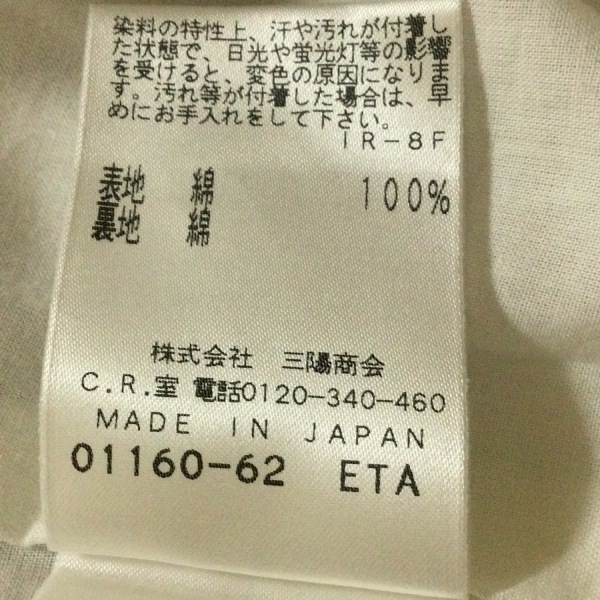 染料の特性上、汗や汚れが付着し
た状態で、日光や蛍光灯等の影響
を受けると、変色の原因になりま
す。汚れ等が付着した場合は、早
めにお手入れをして下さい。
IR-8F
表地 綿 100%
裏地 綿
株式会社 三陽商会
C.R.室 電話0120-340-460
MADE IN JAPAN
01160-62 ETA